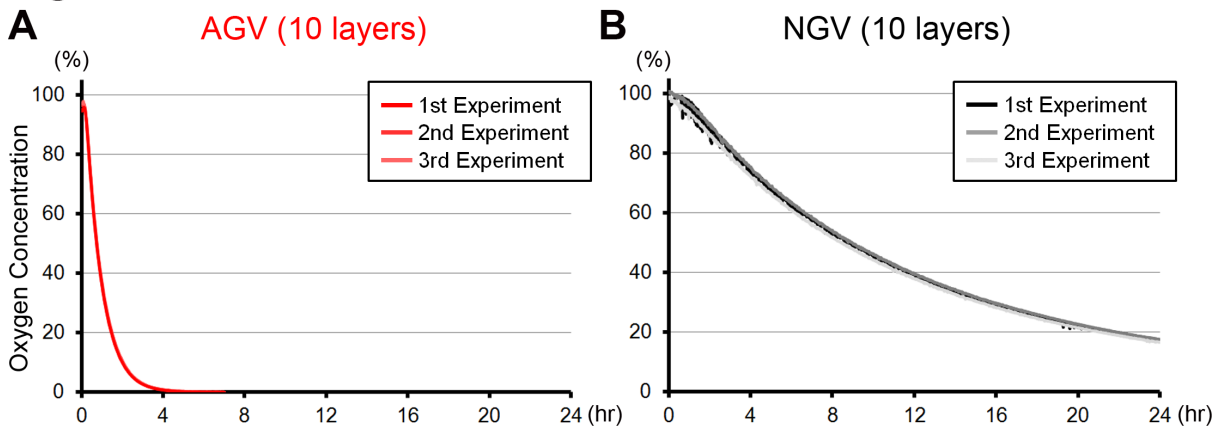 A
AGV (10 layers)
(%)
Oxygen Concentration
100
80
60
40
20
0
0 4 8 12 16 20 24 (hr)
1st Experiment
2nd Experiment
3rd Experiment
B
NGV (10 layers)
(%)
100
80
60
40
20
0
0 4 8 12 16 20 24 (hr)
1st Experiment
2nd Experiment
3rd Experiment